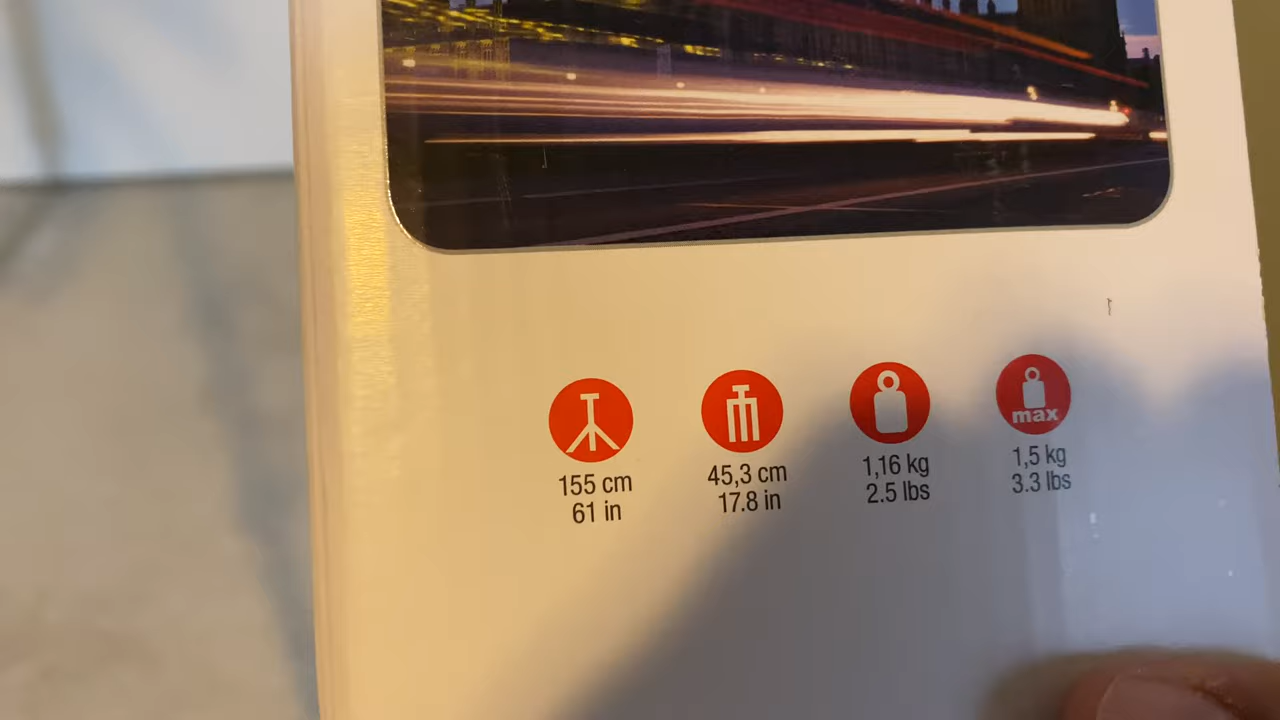 max
155 cm
61 in
45,3 cm
17.8 in
1,16 kg
2.5 lbs
1,5 kg
3.3 lbs